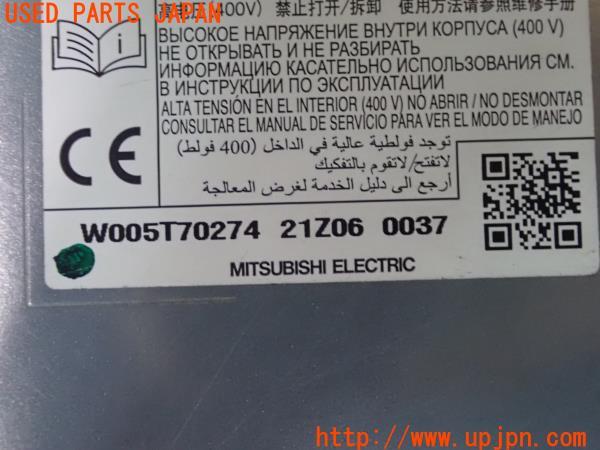 USED PARTS JAPAN
高电压(400V) 禁止打开/拆卸 使用方法请参照维修手册
ВЫСОКОЕ НАПРЯЖЕНИЕ ВНУТРИ КОРПУСА (400 V)
НЕ ОТКРЫВАТЬ И НЕ РАЗБИРАТЬ
ИНФОРМАЦИЮ КАСАТЕЛЬНО ИСПОЛЬЗОВАНИЯ СМ.
В ИНСТРУКЦИИ ПО ЭКСПЛУАТАЦИИ
ALTA TENSIÓN EN EL INTERIOR (400 V) NO ABRIR / NO DESMONTAR
CONSULTAR EL MANUAL DE SERVICIO PARA VER EL MODO DE MANEJO
توجد فولطية عالية في الداخل (400 فولط)
لاتفتح/لاتقوم بالتفكيك
أرجع الى دليل الخدمة لغرض المعالجة
i
CE
W005T70274 21Z06 0037
MITSUBISHI ELECTRIC
http://www.upjpn.com/